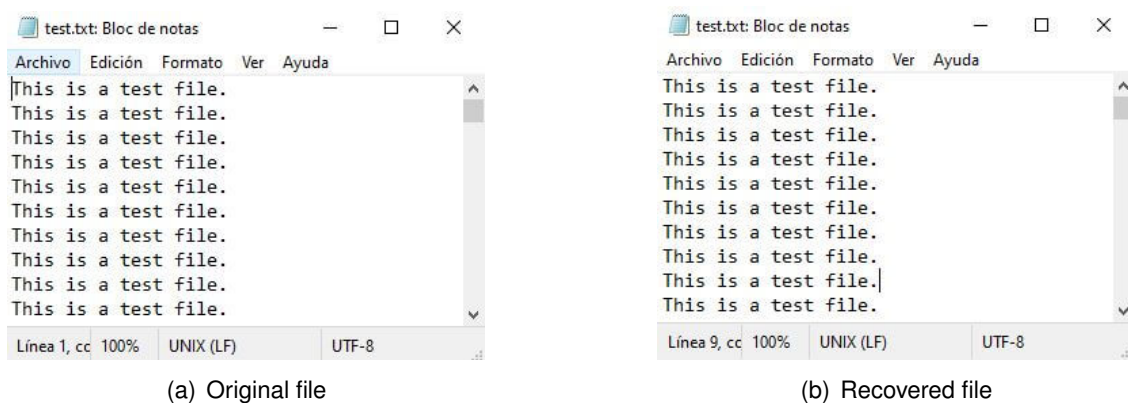 test.txt: Bloc de notas
Archivo Edición Formato Ver Ayuda
This is a test file.
This is a test file.
This is a test file.
This is a test file.
This is a test file.
This is a test file.
This is a test file.
This is a test file.
This is a test file.
This is a test file.
Línea 1, cc 100% UNIX (LF) UTF-8
(a) Original file
test.txt: Bloc de notas
Archivo Edición Formato Ver Ayuda
This is a test file.
This is a test file.
This is a test file.
This is a test file.
This is a test file.
This is a test file.
This is a test file.
This is a test file.
This is a test file.
This is a test file.
Línea 9, cc 100% UNIX (LF) UTF-8
(b) Recovered file